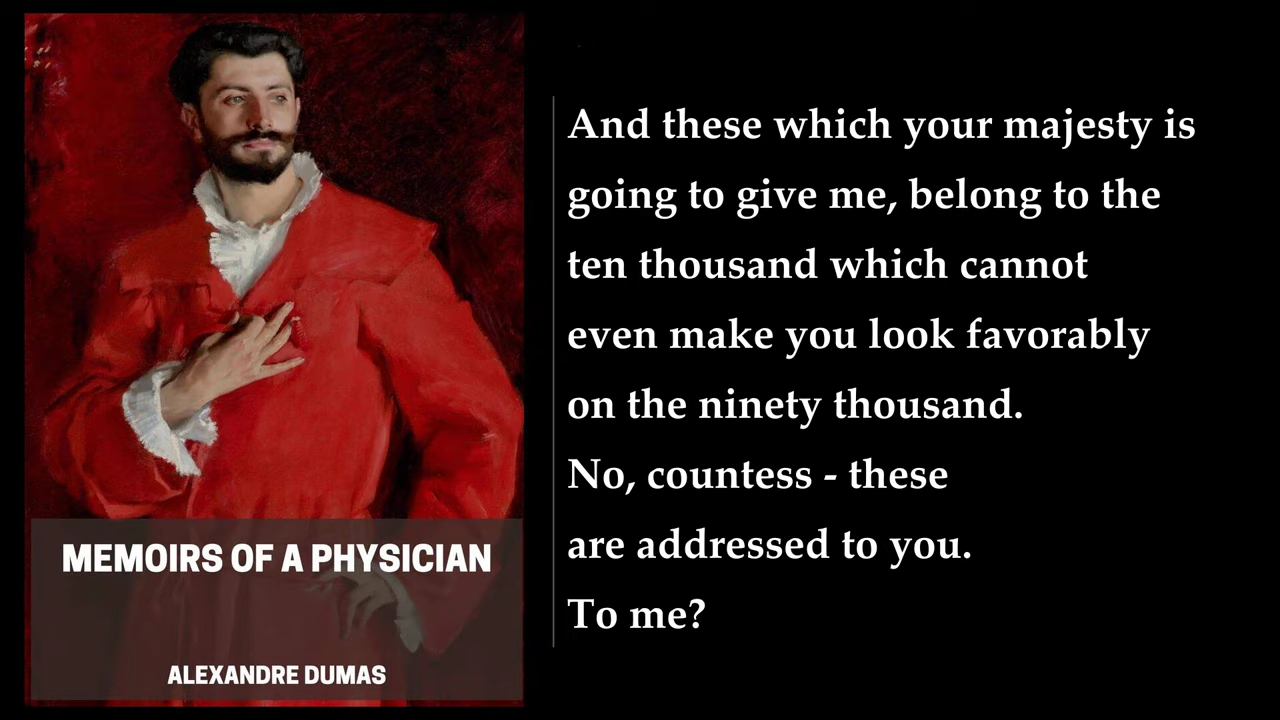 MEMOIRS OF A PHYSICIAN
ALEXANDRE DUMAS
And these which your majesty is
going to give me, belong to the
ten thousand which cannot
even make you look favorably
on the ninety thousand.
No, countess - these
are addressed to you.
To me?